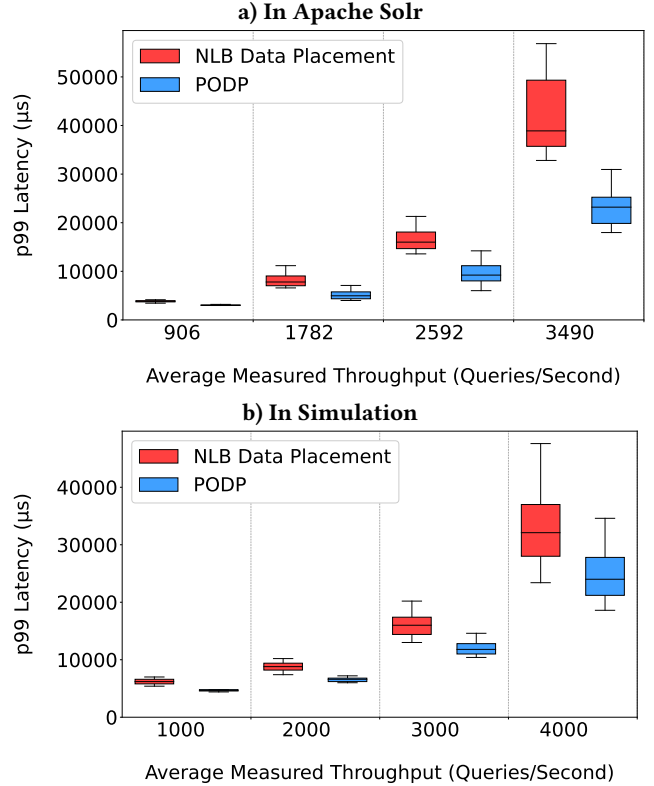 a) In Apache Solr
NLB Data Placement
PODP
50000
40000
30000
20000
10000
0
p99 Latency (µs)
906 1782 2592 3490
Average Measured Throughput (Queries/Second)
b) In Simulation
NLB Data Placement
PODP
40000
30000
20000
10000
0
p99 Latency (µs)
1000 2000 3000 4000
Average Measured Throughput (Queries/Second)